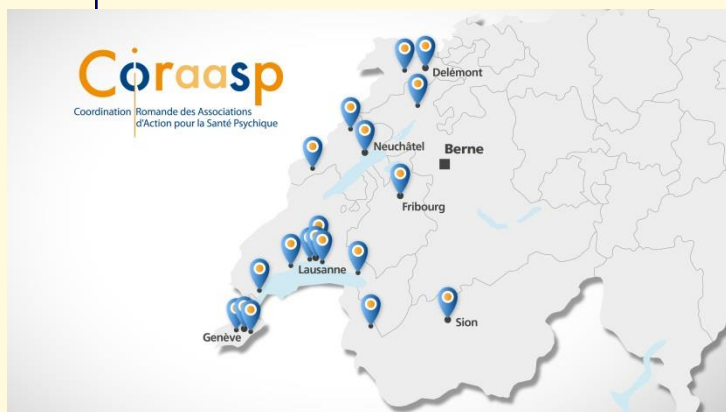 Coraasp
Coordination Romande des Associations
d'Action pour la Santé Psychique
Delémont
Neuchâtel
Berne
Fribourg
Lausanne
Sion
Genève